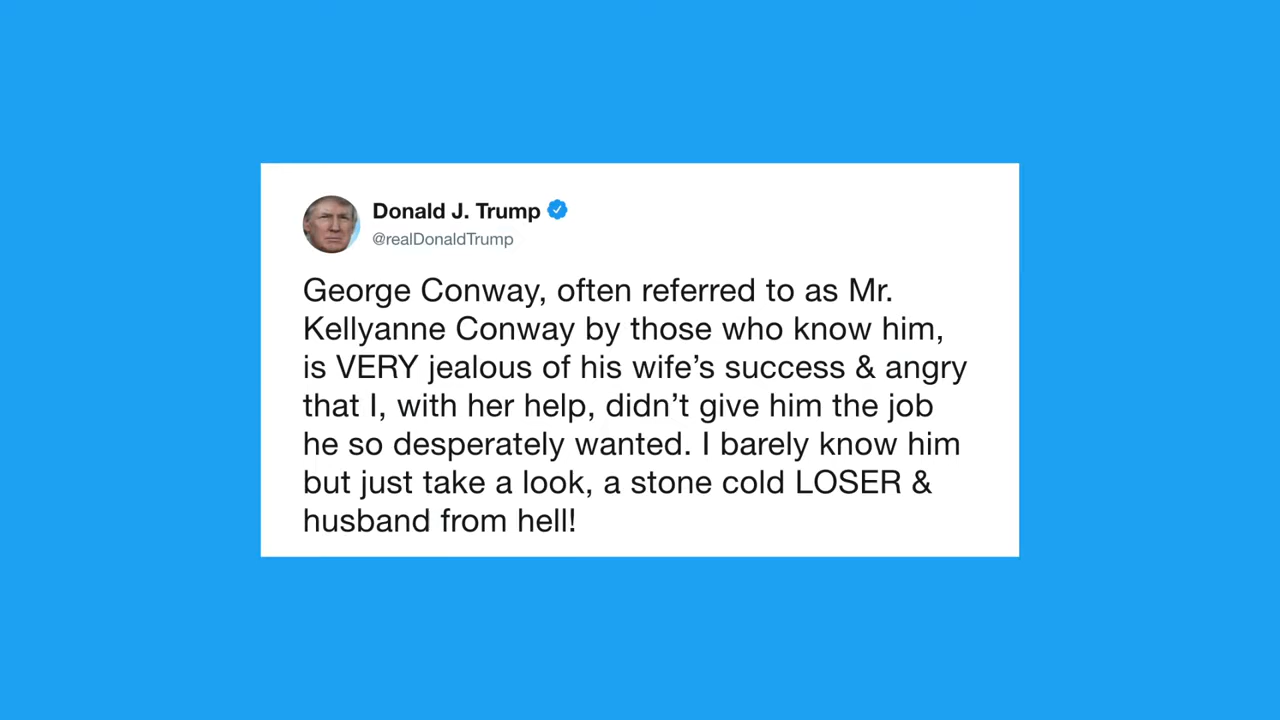 Donald J. Trump
@realDonaldTrump
George Conway, often referred to as Mr.
Kellyanne Conway by those who know him,
is VERY jealous of his wife’s success & angry
that I, with her help, didn’t give him the job
he so desperately wanted. I barely know him
but just take a look, a stone cold LOSER &
husband from hell!